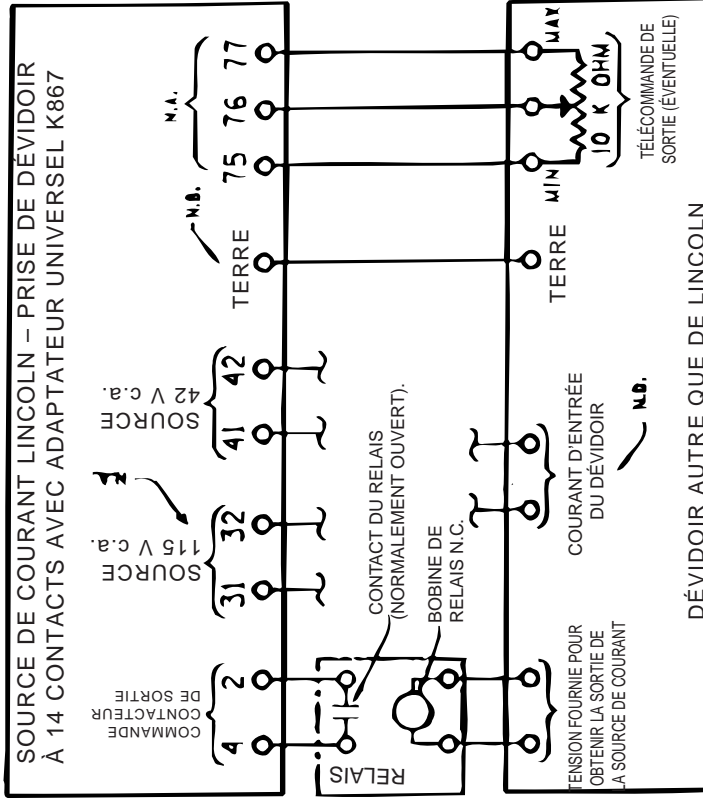 SOURCE DE COURANT LINCOLN – PRISE DE DÉVIDOIR
À 14 CONTACTS AVEC ADAPTATEUR UNIVERSEL K867
COMMANDE
CONTACTEUR
DE SORTIE
SOURCE
115 V c.a.
SOURCE
42 V c.a.
N.B.
N.A.
4
2
31
32
41
42
TERRE
75
76
77
RELAIS
CONTACT DU RELAIS
(NORMALEMENT OUVERT).
BOBINE DE
RELAIS N.C.
TERRE
MIN
MAX
10 K OHM
TENSION FOURNIE POUR
OBTENIR LA SORTIE DE
LA SOURCE DE COURANT
COURANT D'ENTRÉE
DU DÉVIDOIR
N.B.
TÉLÉCOMMANDE DE
SORTIE (ÉVENTUELLE)
DÉVIDOIR AUTRE QUE DE LINCOLN